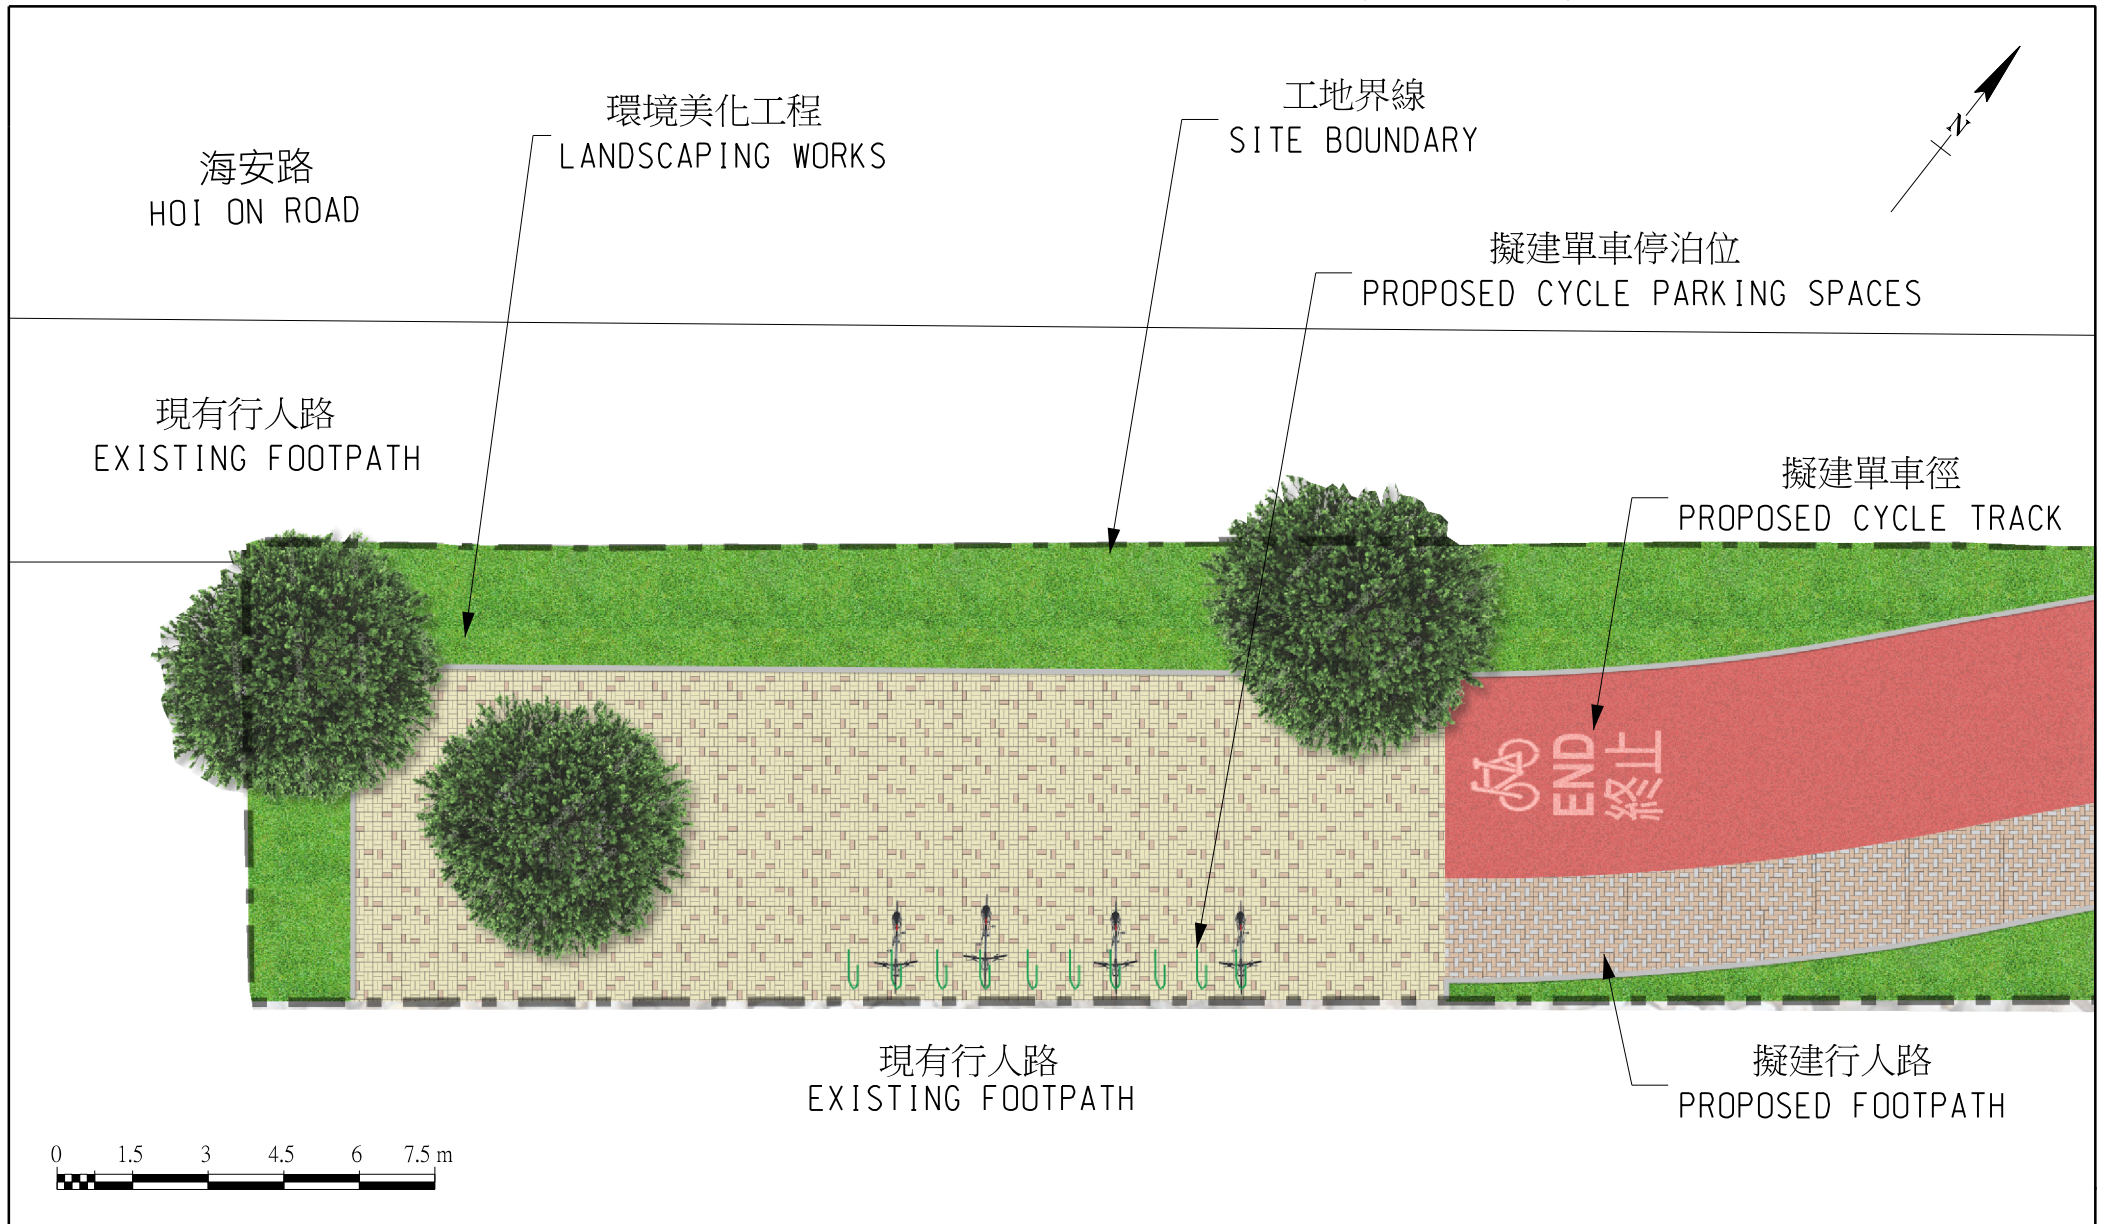 環境美化工程
LANDSCAPING WORKS
工地界線
SITE BOUNDARY
N
海安路
HOI ON ROAD
擬建單車停泊位
PROPOSED CYCLE PARKING SPACES
現有行人路
EXISTING FOOTPATH
擬建單車徑
PROPOSED CYCLE TRACK
END
終止
現有行人路
EXISTING FOOTPATH
擬建行人路
PROPOSED FOOTPATH
0 1.5 3 4.5 6 7.5 m